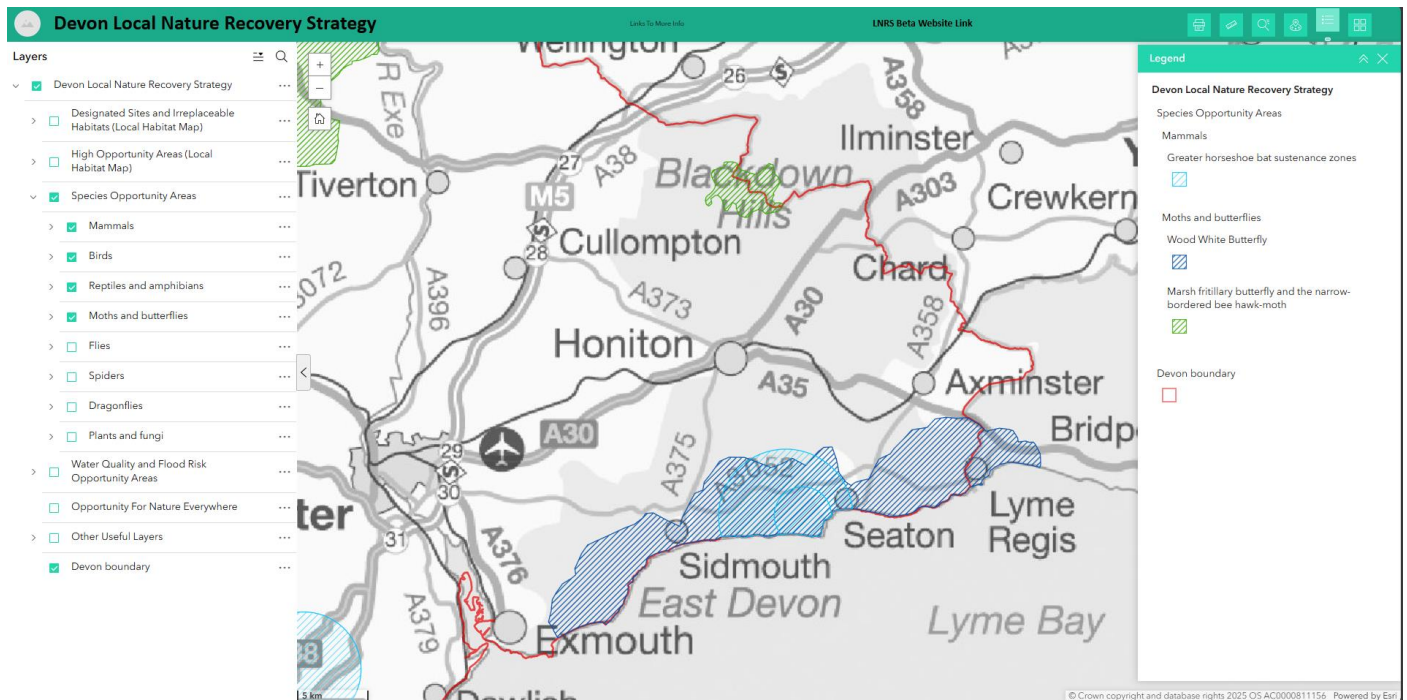 Devon Local Nature Recovery Strategy
Links To More Info
LNRS Beta Website Link
Layers
Devon Local Nature Recovery Strategy
Designated Sites and Irreplaceable
Habitats (Local Habitat Map)
High Opportunity Areas (Local
Habitat Map)
Species Opportunity Areas
Mammals
Birds
Reptiles and amphibians
Moths and butterflies
Flies
Spiders
Dragonflies
Plants and fungi
Water Quality and Flood Risk
Opportunity Areas
Opportunity For Nature Everywhere
Other Useful Layers
Devon boundary
Wellington
26
S
A358
R Exe
Ilminster
27
A38
Blackdown
Hills
Tiverton
M5
A303
Crewkern
28
S
Cullompton
Chard
072
A396
A373
A30
A358
Honiton
A35
Axminster
Bridp
A30
29
S
30
A375
A3052
ter
31
A376
Seaton
Lyme
Regis
Sidmouth
East Devon
Lyme Bay
A379
Exmouth
38
Dawlish
5 km
Legend
Devon Local Nature Recovery Strategy
Species Opportunity Areas
Mammals
Greater horseshoe bat sustenance zones
Moths and butterflies
Wood White Butterfly
Marsh fritillary butterfly and the narrow-
bordered bee hawk-moth
Devon boundary
© Crown copyright and database rights 2025 OS AC0000811156 Powered by Esri